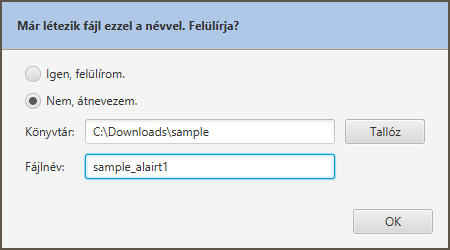 Már létezik fájl ezzel a névvel. Felülírja?
Igen, felülírom.
Nem, átnevezem.
Könyvtár: C:\Downloads\sample Tallóz
Fájlnév: sample_alairt1
OK